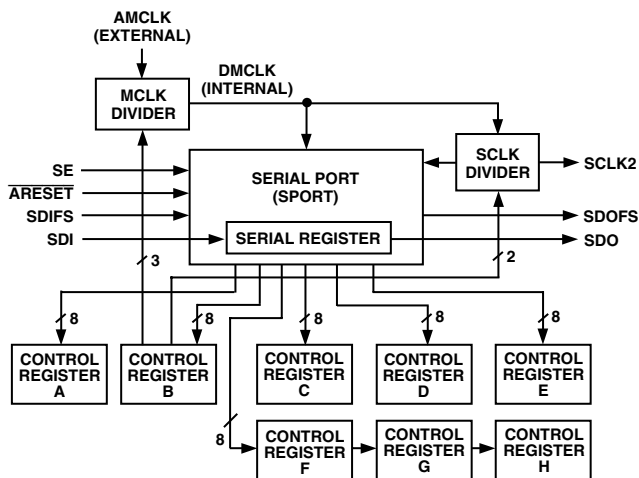 AMCLK
(EXTERNAL)
DMCLK
(INTERNAL)
MCLK
DIVIDER
SE
ARESET
SDIFS
SDI
SERIAL PORT
(SPORT)
SERIAL REGISTER
SCLK
DIVIDER
SCLK2
SDOFS
SDO
3
2
8
8
8
8
8
CONTROL
REGISTER
A
CONTROL
REGISTER
B
CONTROL
REGISTER
C
CONTROL
REGISTER
D
CONTROL
REGISTER
E
8
CONTROL
REGISTER
F
CONTROL
REGISTER
G
CONTROL
REGISTER
H